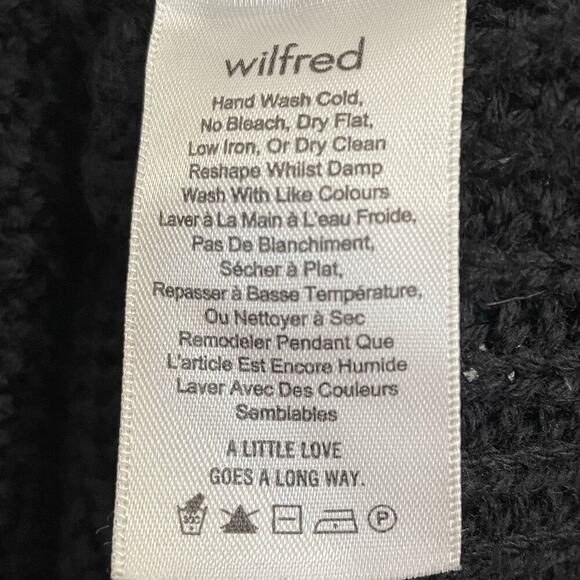 wilfred
Hand Wash Cold,
No Bleach, Dry Flat,
Low Iron, Or Dry Clean
Reshape Whilst Damp
Wash With Like Colours
Laver à La Main à L'eau Froide,
Pas De Blanchiment,
Sécher à Plat,
Repasser à Basse Température,
Ou Nettoyer à Sec
Remodeler Pendant Que
L'article Est Encore Humide
Laver Avec Des Couleurs
Semblables
A LITTLE LOVE
GOES A LONG WAY.
30C P